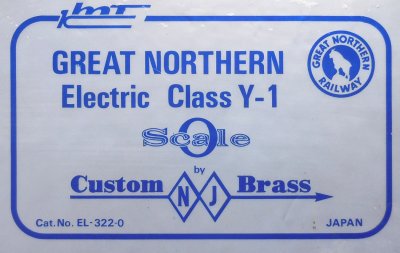 KMT
GREAT NORTHERN
Electric Class Y-1
GREAT NORTHERN
RAILWAY
O
Scale
by
Custom NJ Brass
Cat. No. EL-322-0
JAPAN